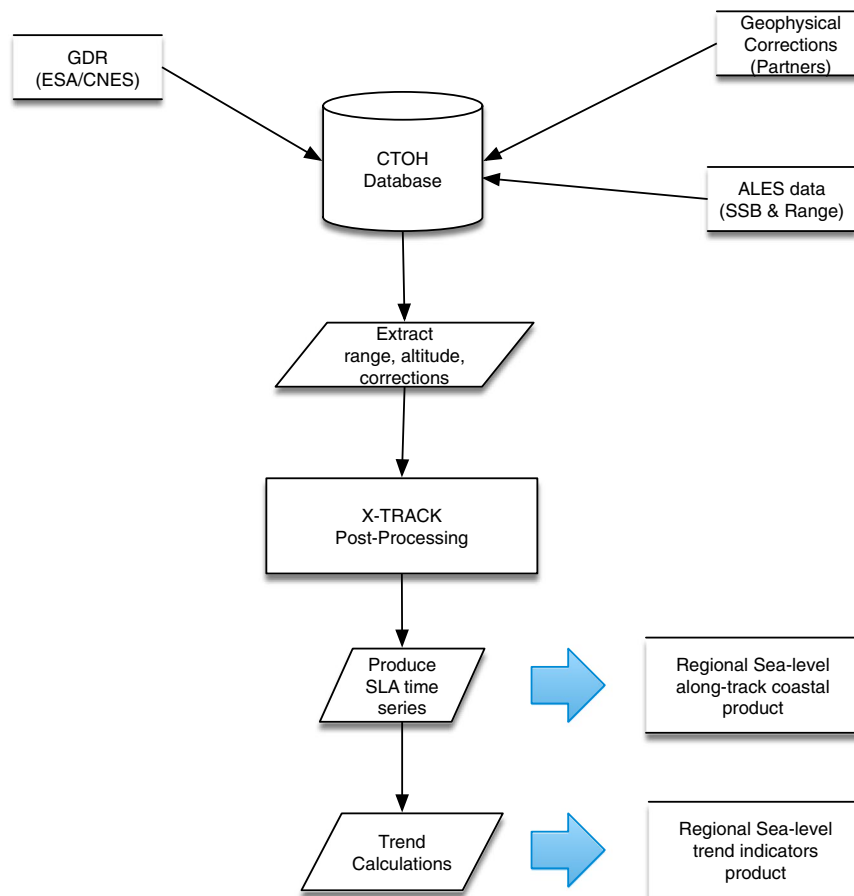 GDR
(ESA/CNES)
Geophysical
Corrections
(Partners)
CTOH
Database
ALES data
(SSB & Range)
Extract
range, altitude,
corrections
X-TRACK
Post-Processing
Produce
SLA time
series
Regional Sea-level
along-track coastal
product
Trend
Calculations
Regional Sea-level
trend indicators
product